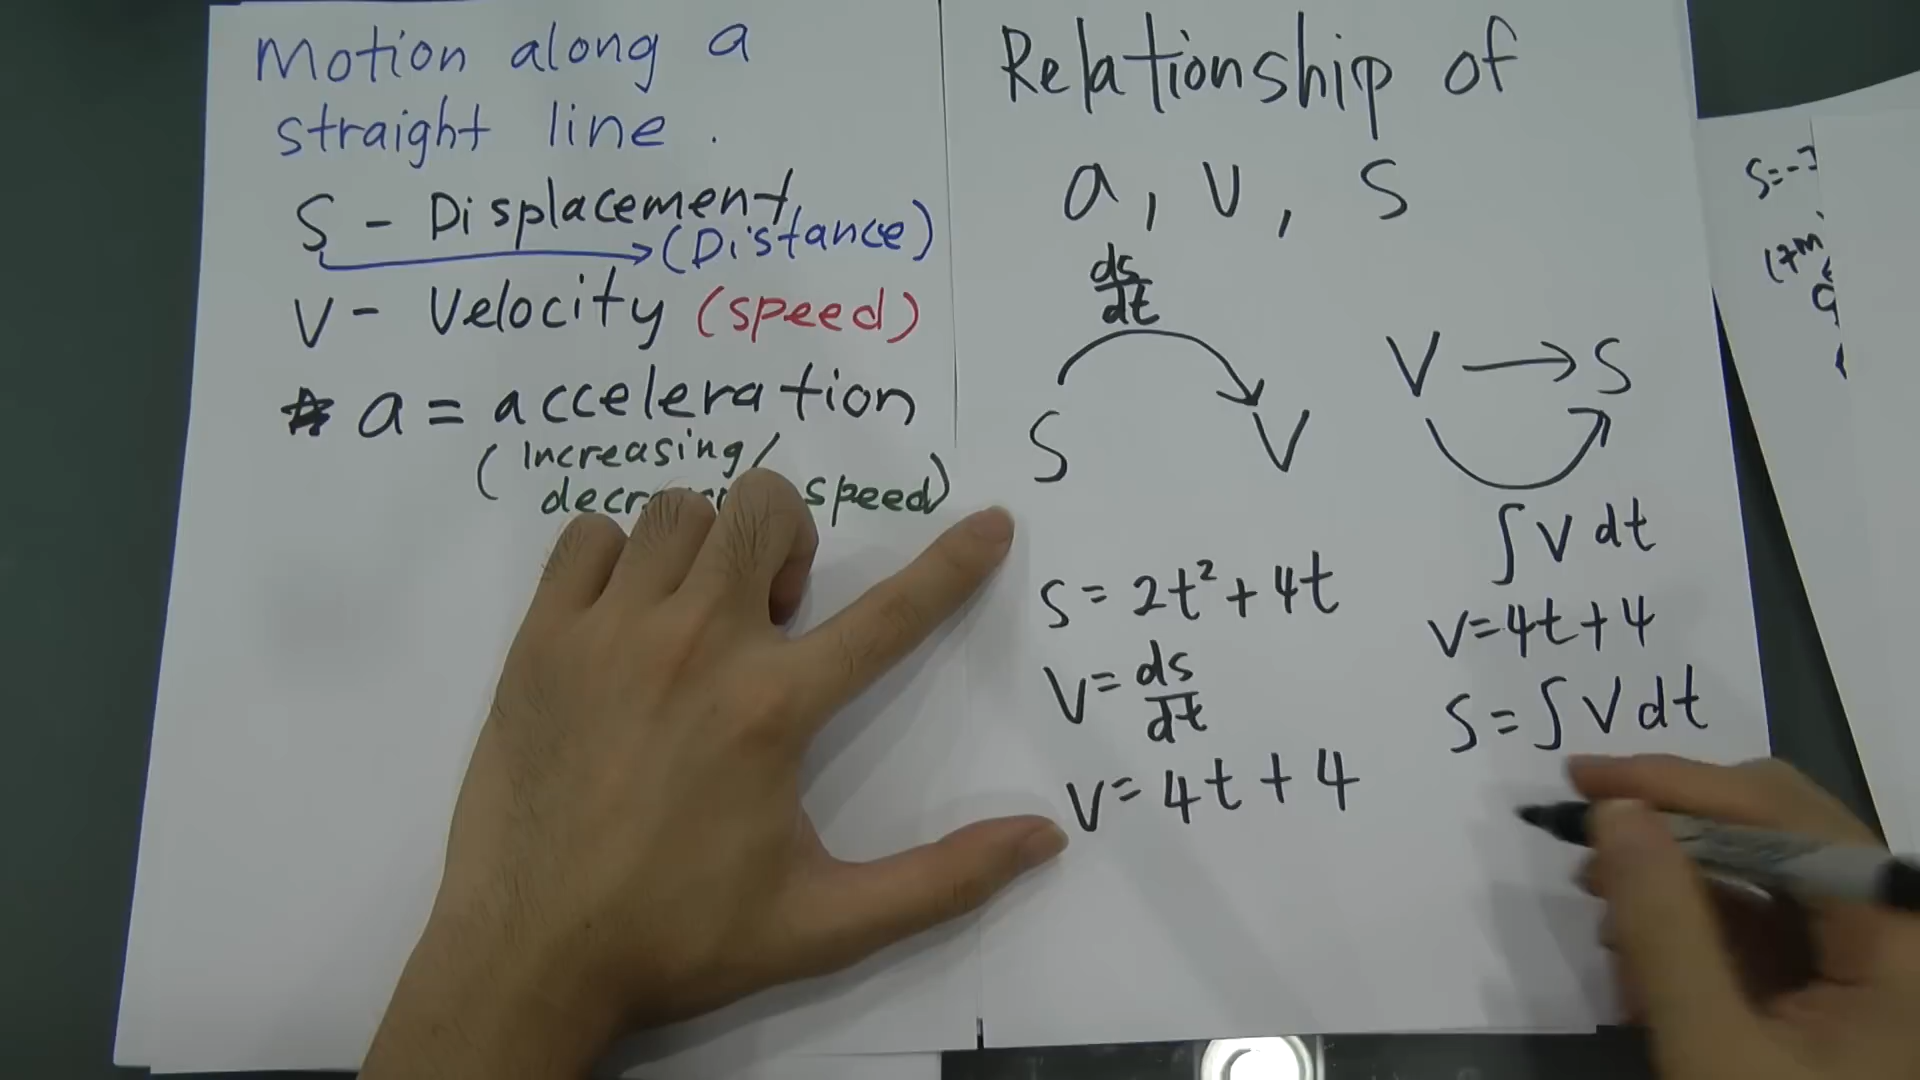 Motion along a
straight line .
S - Displacement
(Distance)
V - Velocity (speed)
a = acceleration
( Increasing/
speed)
Relationship of
a, v, s
ds/dt
S V
V → S
∫ v dt
S = 2t² + 4t
V = ds/dt
V = 4t + 4
V = 4t + 4
S = ∫ V dt
S = -